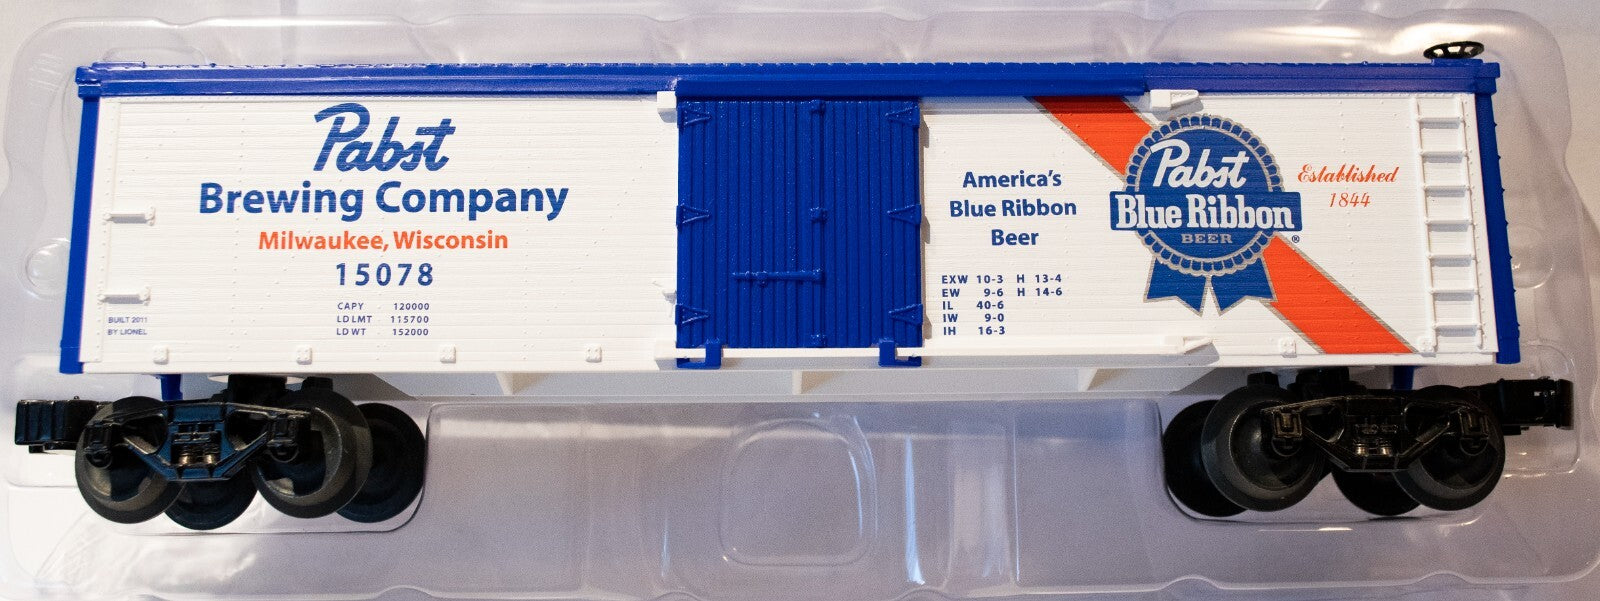 Pabst
Brewing Company
Milwaukee, Wisconsin
15078
CAPY 120000
LD LMT 115700
LD WT 152000
BUILT 2011
BY LIONEL
America's
Blue Ribbon
Beer
EXW 10-3 H 13-4
EW 9-6 H 14-6
IL 40-6
IW 9-0
IH 16-3
Pabst
Blue Ribbon
BEER
®
Established
1844